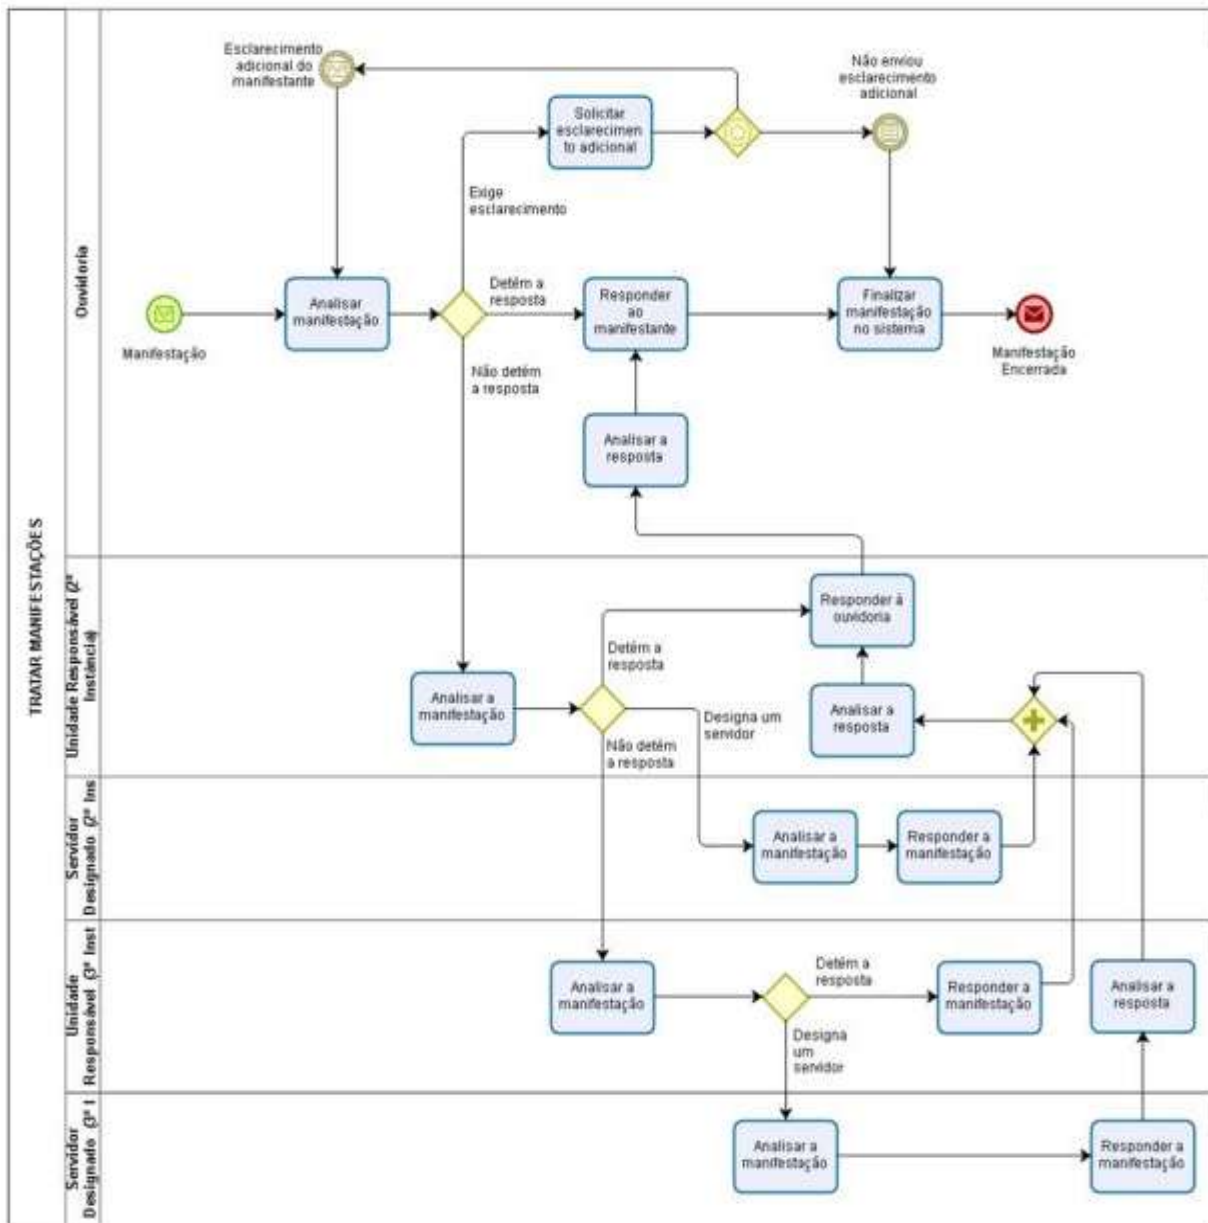 TRATAR MANIFESTAÇÕES
Ouvidoria
Esclarecimento
adicional do
manifestante
Não enviou
esclarecimento
adicional
Solicitar
esclarecimen
to adicional
Exige
esclarecimento
Manifestação
Analisar
manifestação
Detém a
resposta
Responder
ao
manifestante
Finalizar
manifestação
no sistema
Manifestação
Encerrada
Não detém
a resposta
Analisar a
resposta
Unidade Responsável (2ª
Instância)
Responder à
ouvidoria
Detém a
resposta
Analisar a
manifestação
Designa um
servidor
Analisar a
resposta
Não detém
a resposta
Servidor
Designado (2ª Ins
Analisar a
manifestação
Responder a
manifestação
Unidade
Responsável (3ª Inst
Analisar a
manifestação
Detém a
resposta
Responder a
manifestação
Analisar a
resposta
Designa
um
servidor
Servidor
Designado (3ª I
Analisar a
manifestação
Responder a
manifestação